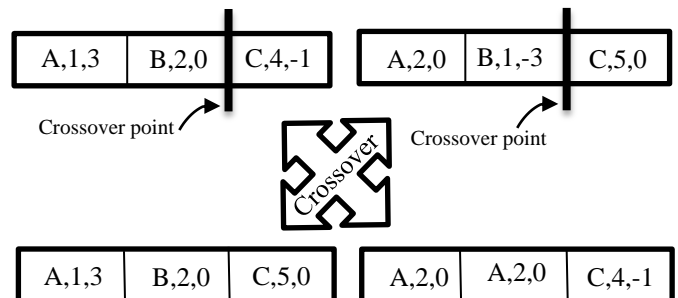 A,1,3 B,2,0 C,4,-1
A,2,0 B,1,-3 C,5,0
Crossover point
Crossover point
Crossover
A,1,3 B,2,0 C,5,0
A,2,0 A,2,0 C,4,-1